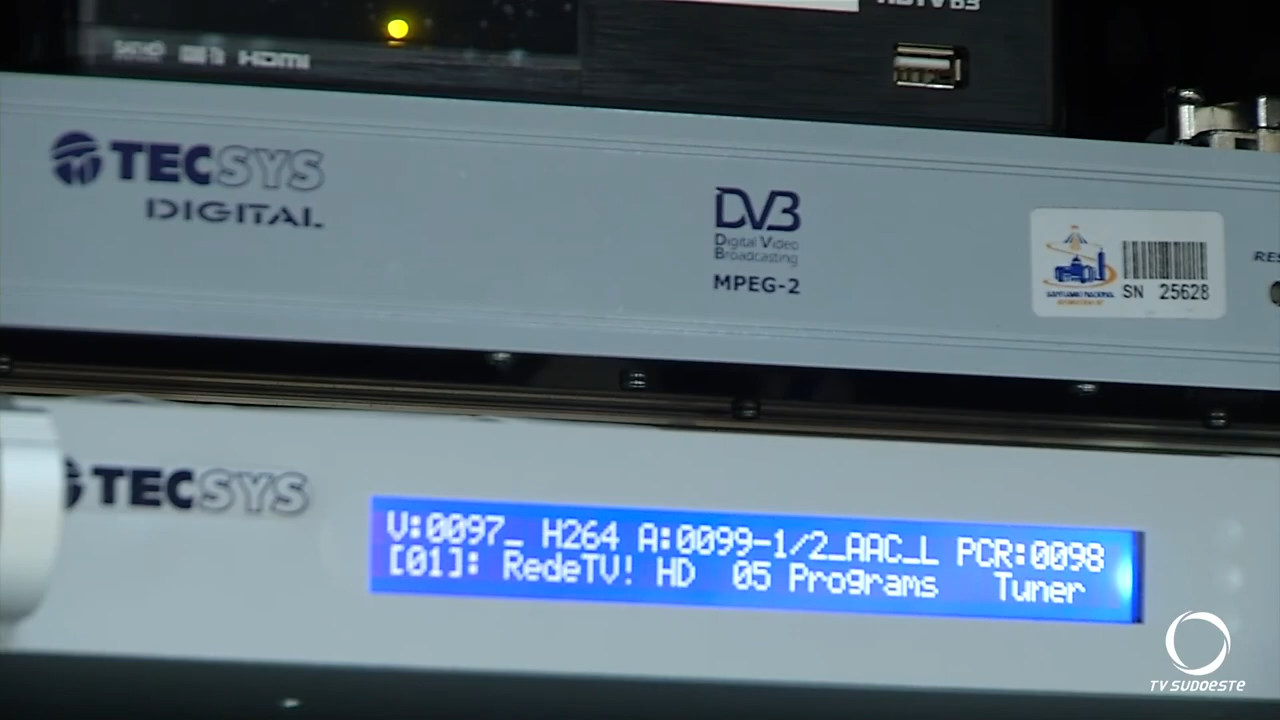 HDMI
TECSYS
DIGITAL
DVB
Digital Video
Broadcasting
MPEG-2
SN 25628
TECSYS
V:0097_ H264 A:0099-1/2_AAC_L PCR:0098
[01]: RedeTV! HD 05 Programs Tuner
TV SUDOESTE